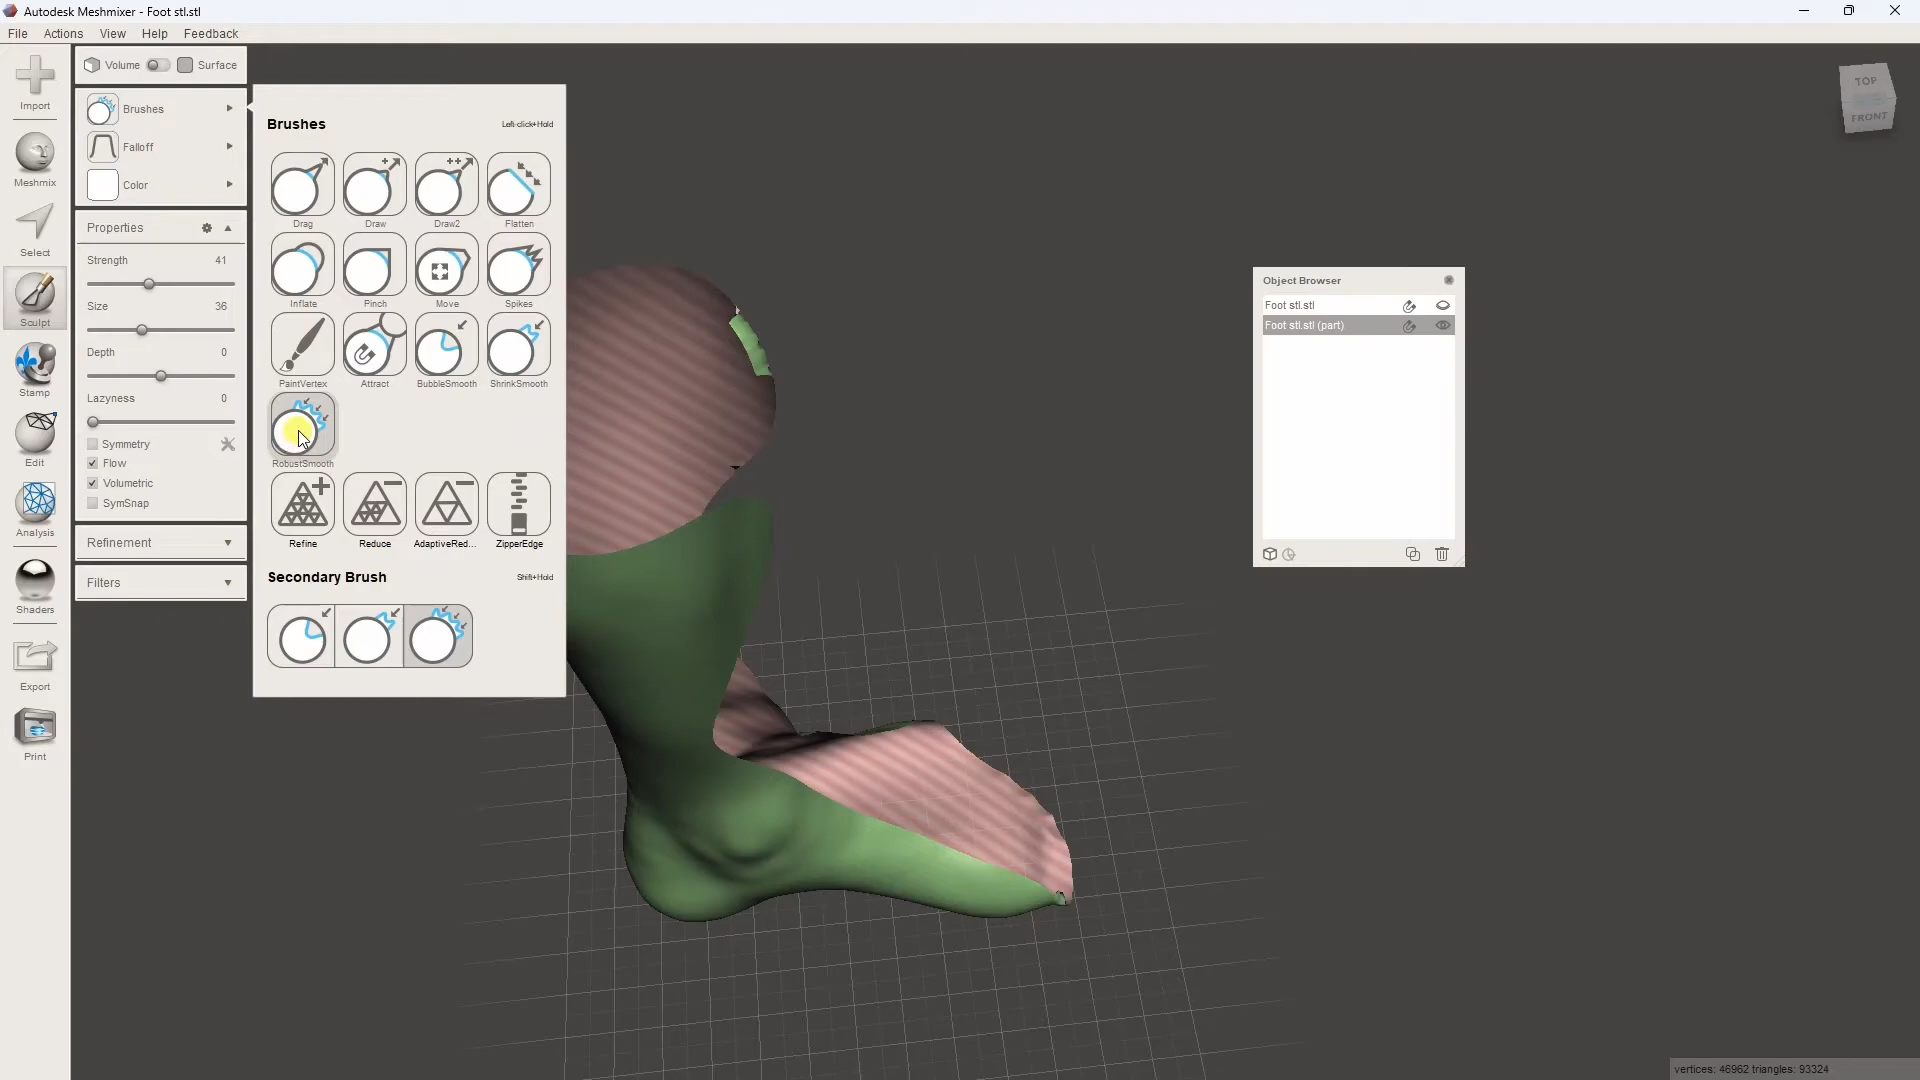 Autodesk Meshmixer - Foot stl.stl
File Actions View Help Feedback
Import
Meshmix
Select
Sculpt
Stamp
Edit
Analysis
Shaders
Export
Print
Volume Surface
Brushes
Falloff
Color
Properties
Strength 41
Size 36
Depth 0
Lazyness 0
Symmetry
Flow
Volumetric
SymSnap
Refinement
Filters
Brushes Left-click+Hold
Drag Draw Draw2 Flatten
Inflate Pinch Move Spikes
PaintVertex Attract BubbleSmooth ShrinkSmooth
RobustSmooth
Refine Reduce AdaptiveRed... ZipperEdge
Secondary Brush Shift+Hold
Object Browser
Foot stl.stl
Foot stl.stl (part)
TOP
FRONT
vertices: 46962 triangles: 93324